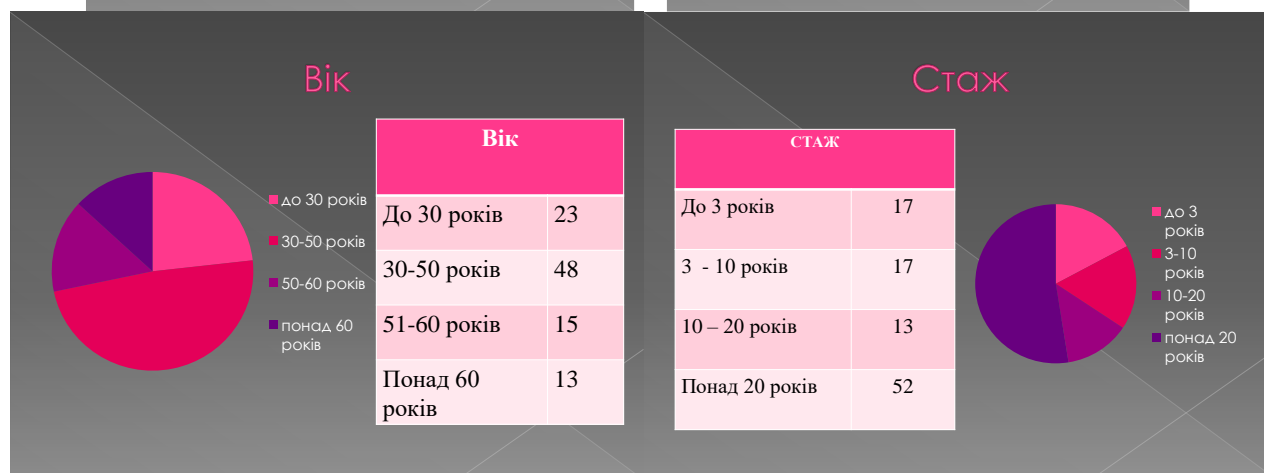 Вік
до 30 років
30-50 років
50-60 років
понад 60
років
Вік
До 30 років 23
30-50 років 48
51-60 років 15
Понад 60
років 13
Стаж
СТАЖ
До 3 років 17
3 - 10 років 17
10 – 20 років 13
Понад 20 років 52
до 3
років
3-10
років
10-20
років
понад 20
років